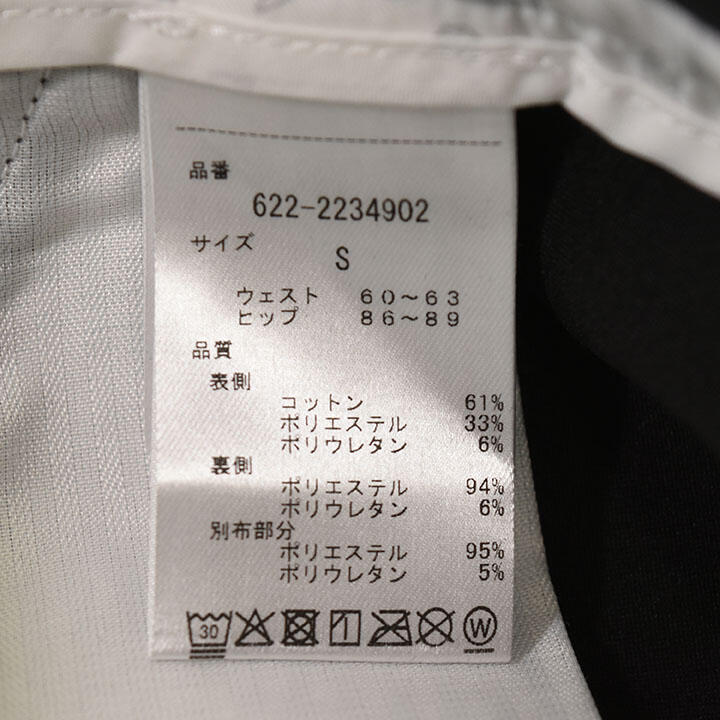 品番
622-2234902
サイズ
S
ウェスト 60～63
ヒップ 86～89
品質
表側
コットン 61%
ポリエステル 33%
ポリウレタン 6%
裏側
ポリエステル 94%
ポリウレタン 6%
別布部分
ポリエステル 95%
ポリウレタン 5%
30 W